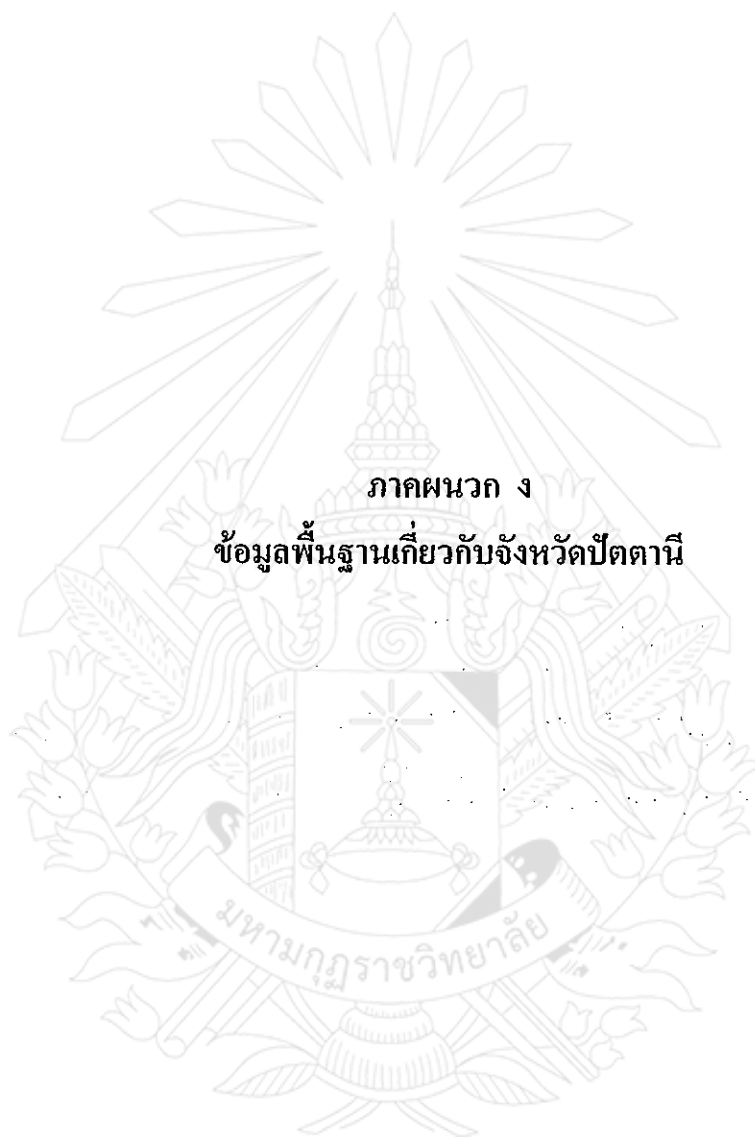 ภาคผนวก ง
ข้อมูลพื้นฐานเกี่ยวกับจังหวัดปัตตานี
มหามกุฏราชวิทยาลัย